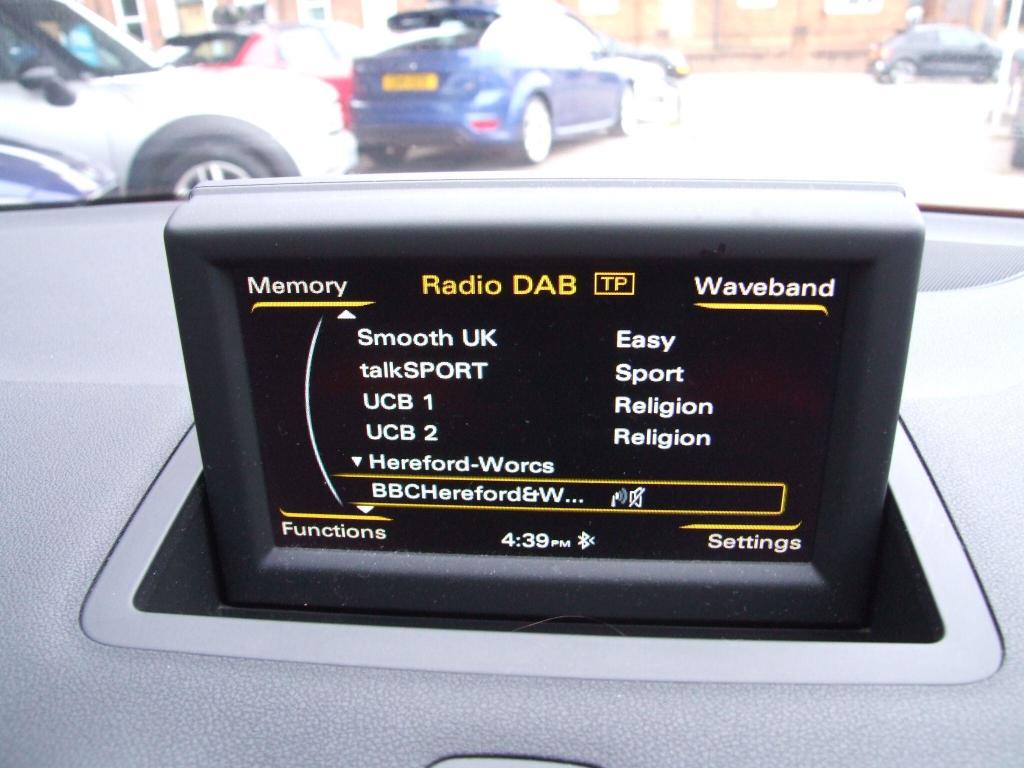 Memory Radio DAB TP Waveband
Smooth UK Easy
talkSPORT Sport
UCB 1 Religion
UCB 2 Religion
Hereford-Worcs
BBCHereford&W...
Functions 4:39PM Settings